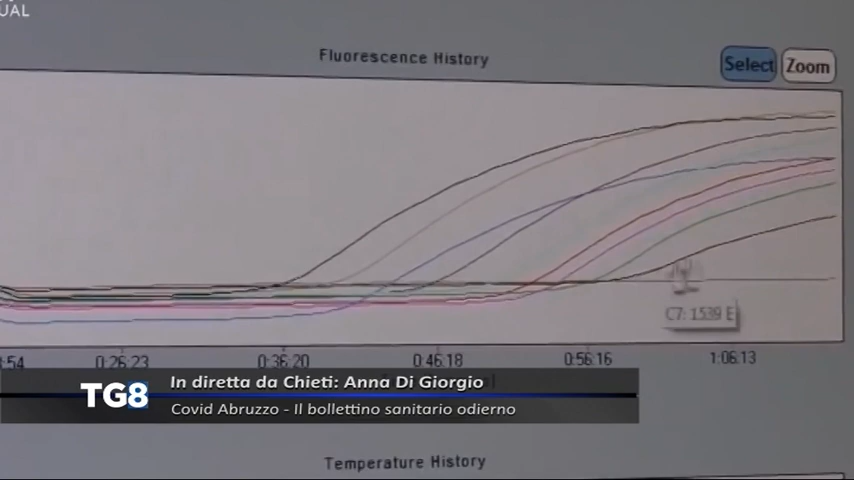 UAL
Fluorescence History
Select
Zoom
C7: 1539 E
:54 0:26:23 0:36:20 0:46:18 0:56:16 1:06:13
TG8
In diretta da Chieti: Anna Di Giorgio
Covid Abruzzo - Il bollettino sanitario odierno
Temperature History